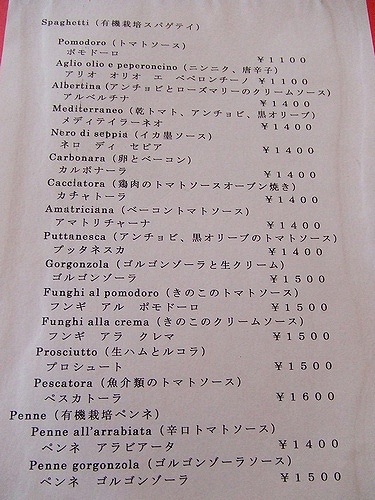 Spaghetti (有機栽培スパゲティ)
Pomodoro (トマトソース)
ポモドーロ ￥1100
Aglio olio e peporoncino (ニンニク、唐辛子)
アリオ オリオ エ ペペロンチーノ ￥1100
Albertina (アンチョビとローズマリーのクリームソース)
アルベルチナ ￥1400
Mediterraneo (乾トマト、アンチョビ、黒オリーブ)
メディテイラーネオ ￥1400
Nero di seppia (イカ墨ソース)
ネロ ディ セピア ￥1400
Carbonara (卵とベーコン)
カルボナーラ ￥1400
Cacciatora (鶏肉のトマトソースオーブン焼き)
カチャトーラ ￥1400
Amatriciana (ベーコントマトソース)
アマトリチャーナ ￥1400
Puttanesca (アンチョビ、黒オリーブのトマトソース)
プッタネスカ ￥1400
Gorgonzola (ゴルゴンゾーラと生クリーム)
ゴルゴンゾーラ ￥1500
Funghi al pomodoro (きのこのトマトソース)
フンギ アル ポモドーロ ￥1500
Funghi alla crema (きのこのクリームソース)
フンギ アラ クレマ ￥1500
Prosciutto (生ハムとルコラ)
プロシュート ￥1500
Pescatora (魚介類のトマトソース)
ペスカトーラ ￥1600
Penne (有機栽培ペンネ)
Penne all'arrabiata (辛口トマトソース)
ペンネ アラビアータ ￥1400
Penne gorgonzola (ゴルゴンゾーラソース)
ペンネ ゴルゴンゾーラ ￥1500